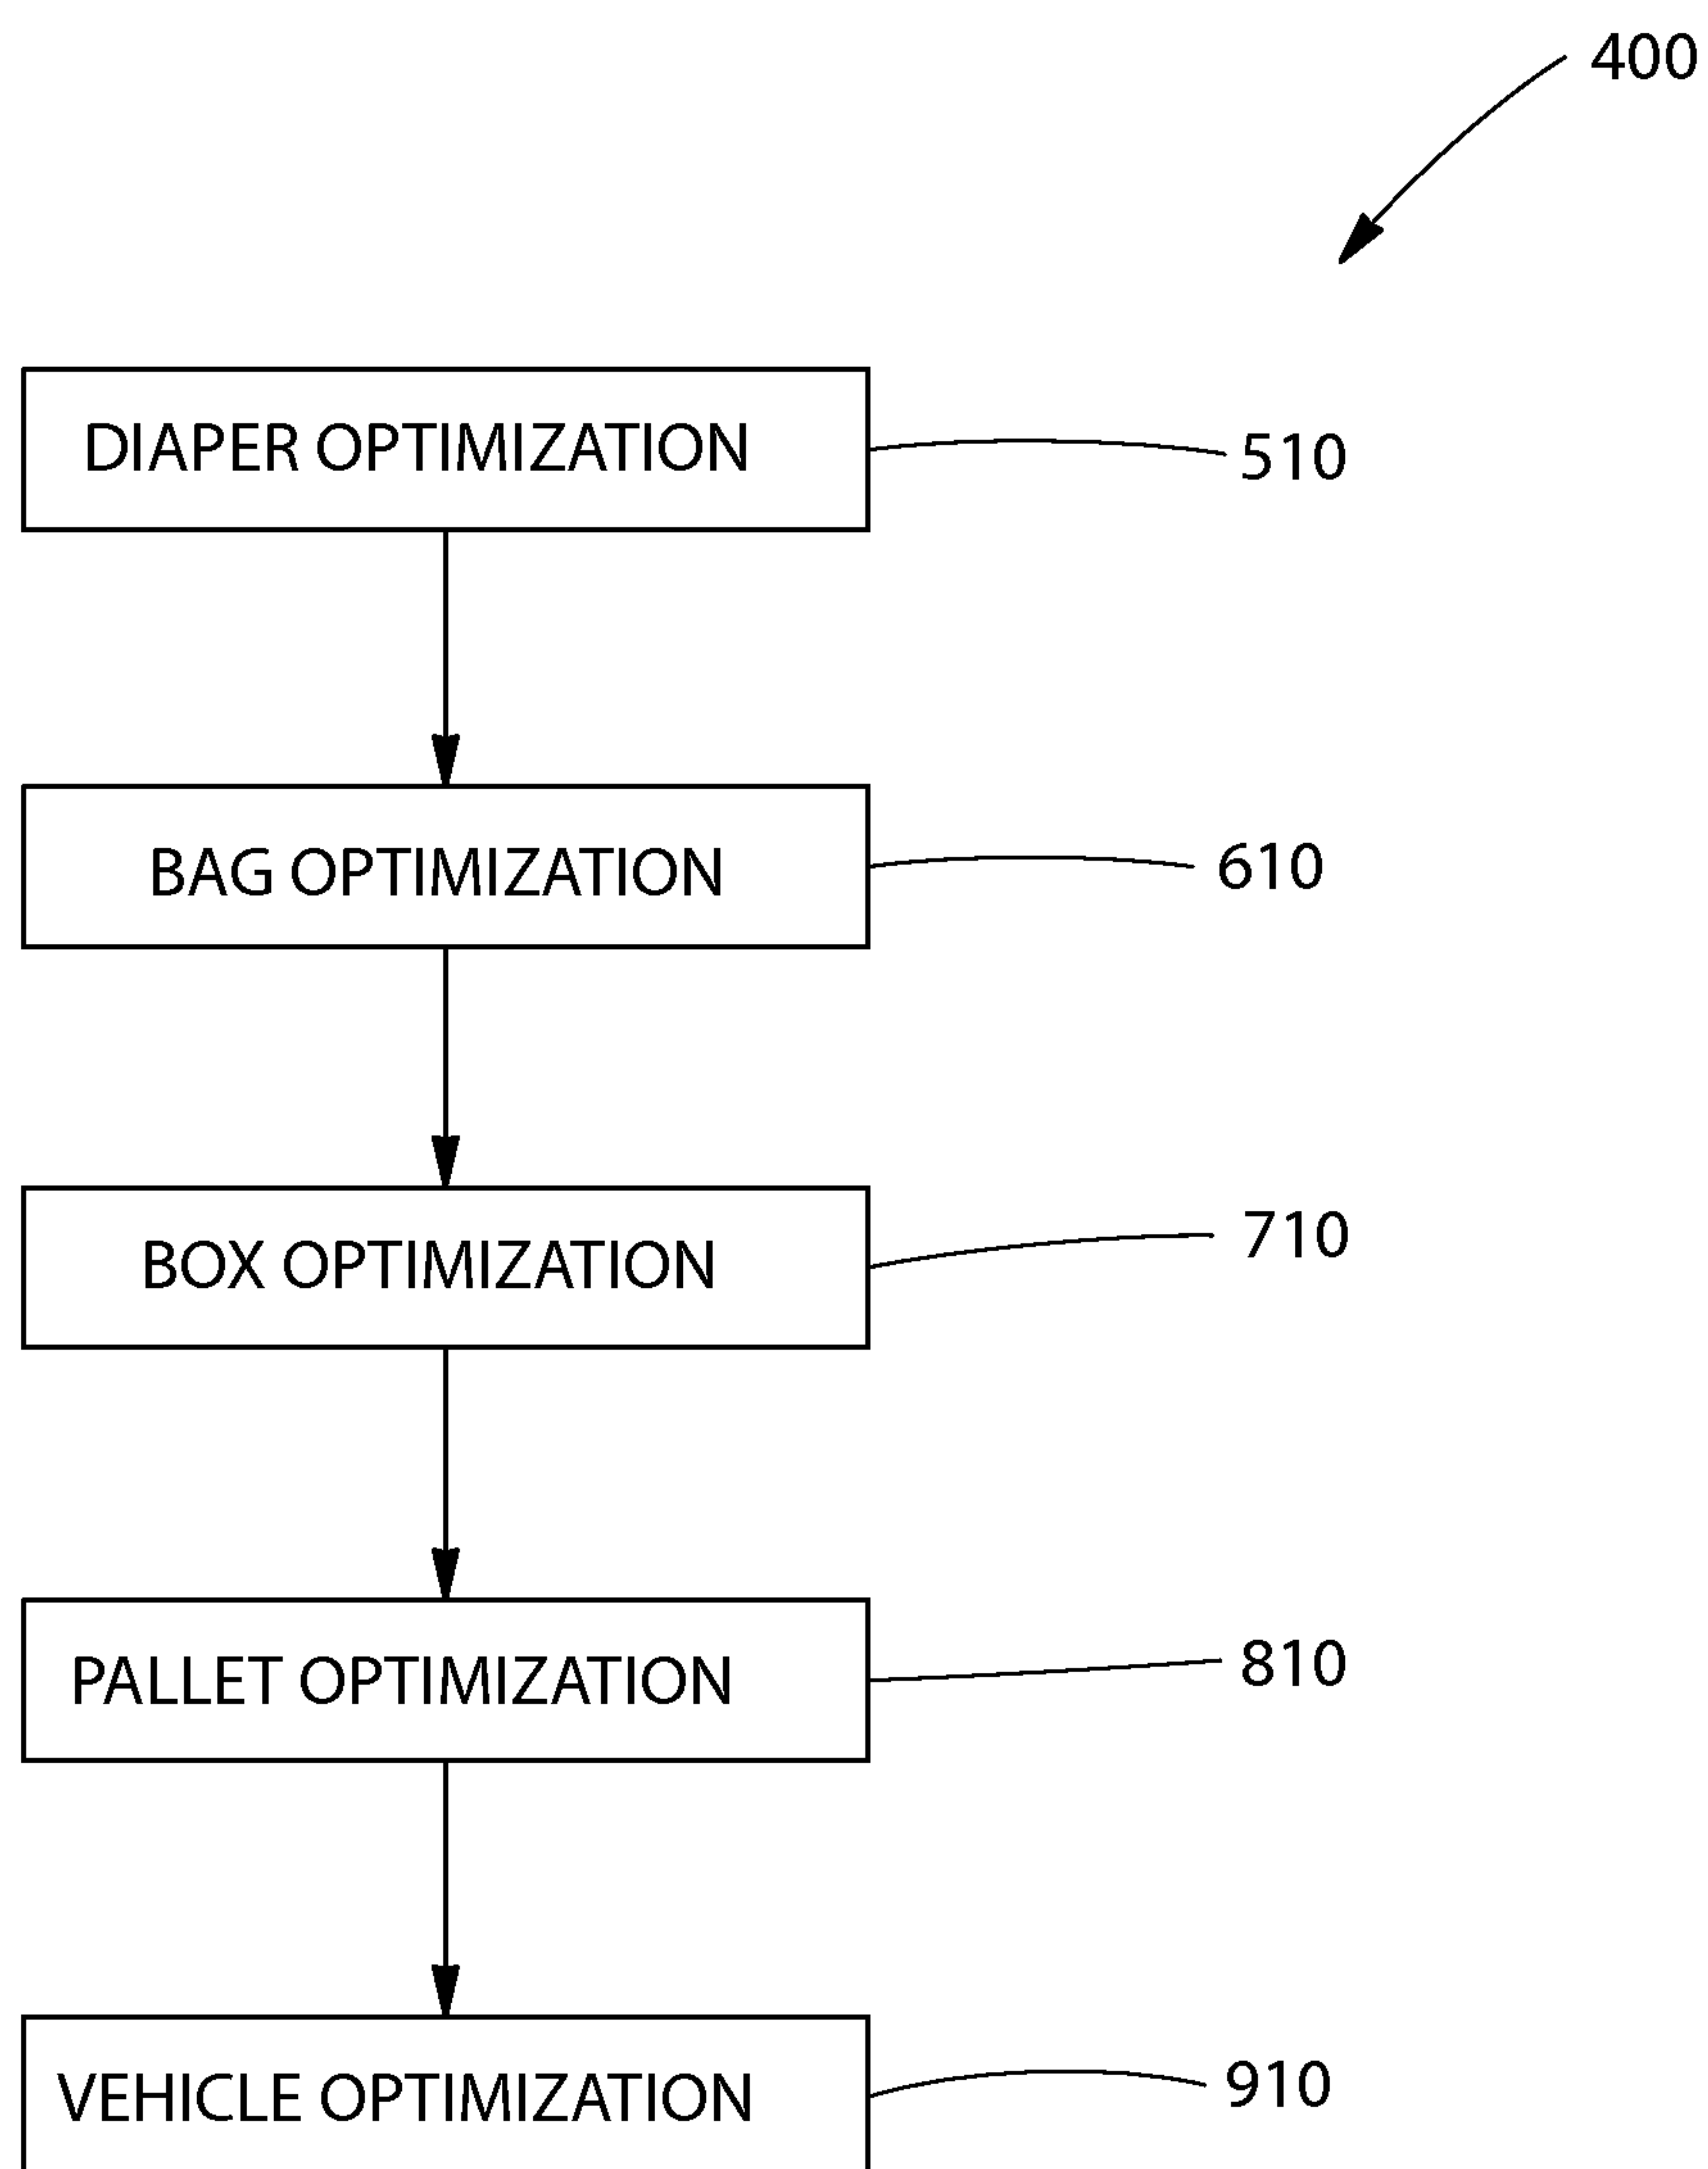 400
DIAPER OPTIMIZATION
510
BAG OPTIMIZATION
610
BOX OPTIMIZATION
710
PALLET OPTIMIZATION
810
VEHICLE OPTIMIZATION
910